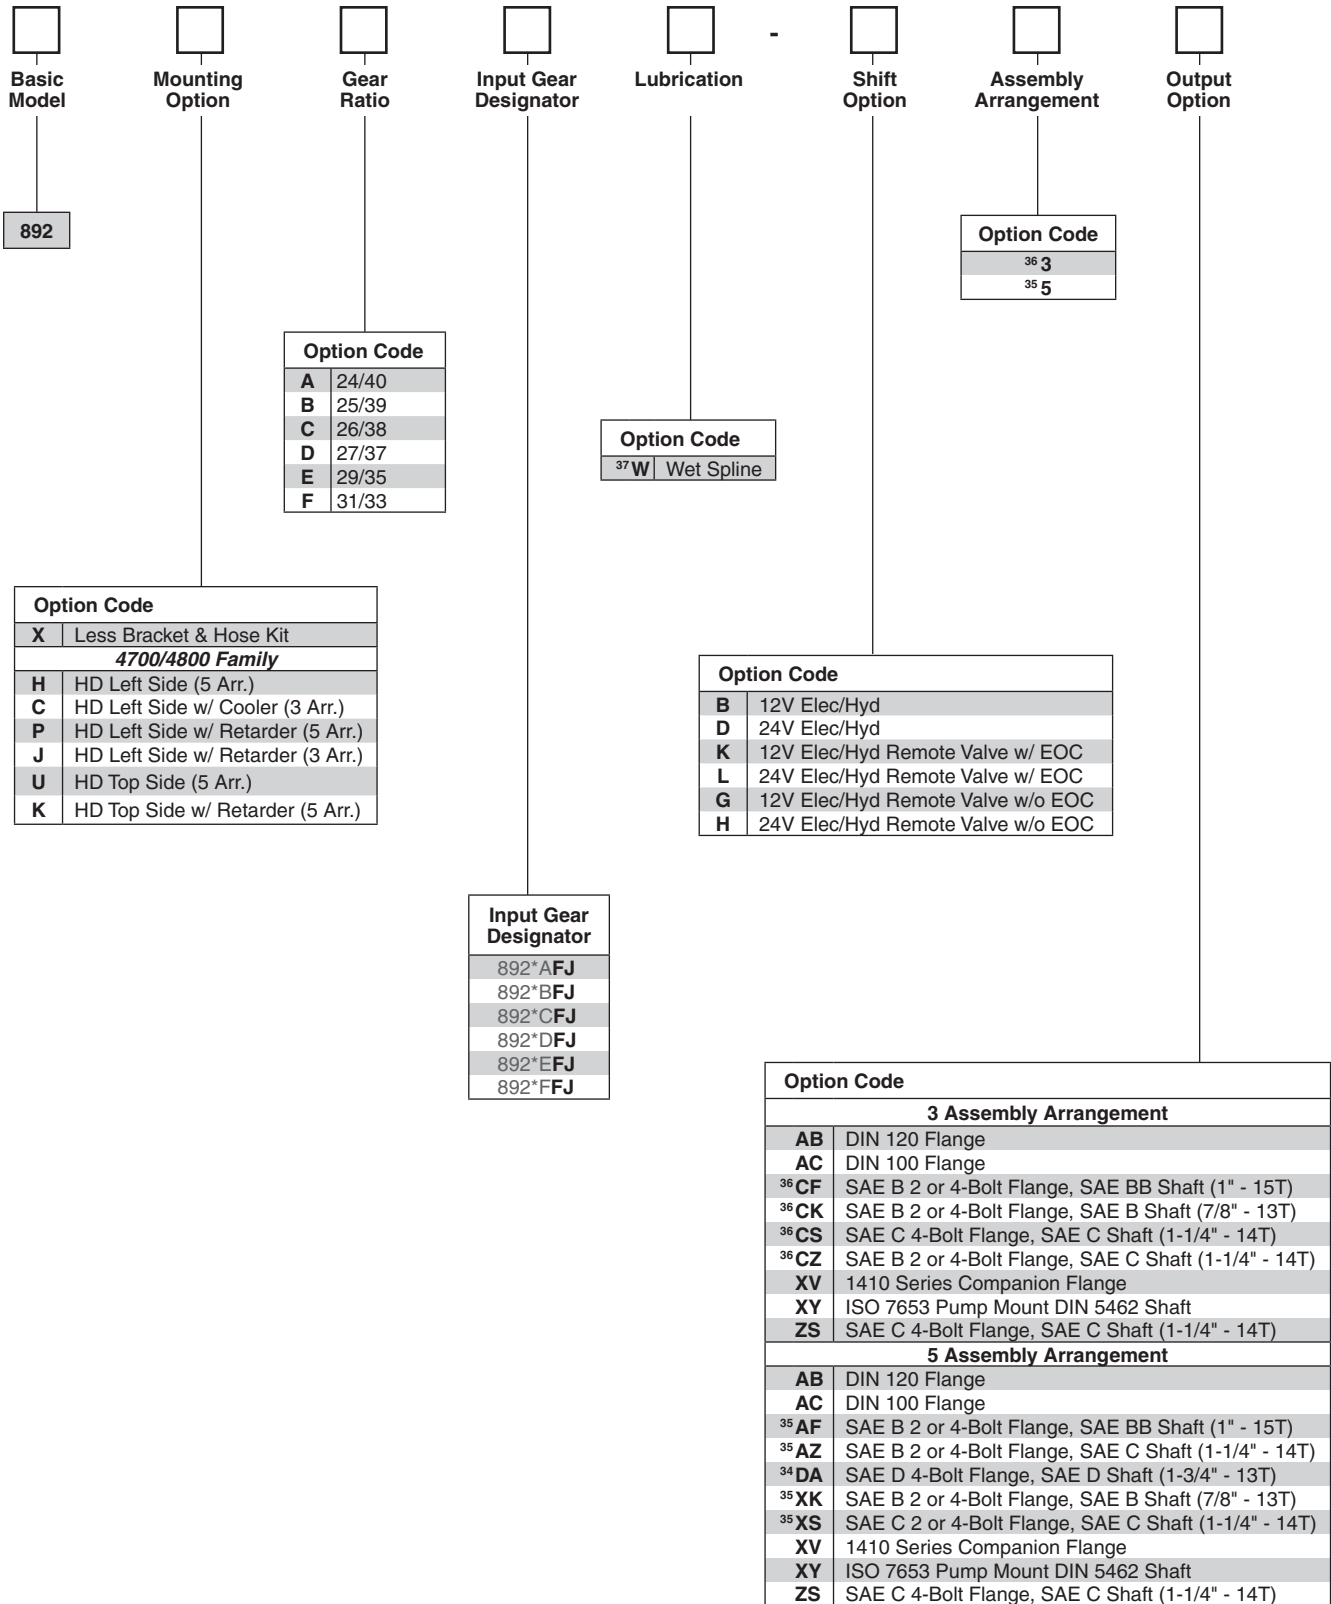 -
Basic Model
Mounting Option
Gear Ratio
Input Gear Designator
Lubrication
Shift Option
Assembly Arrangement
Output Option
892
Option Code
36 3
35 5
Option Code
A 24/40
B 25/39
C 26/38
D 27/37
E 29/35
F 31/33
Option Code
37 W Wet Spline
Option Code
X Less Bracket & Hose Kit
4700/4800 Family
H HD Left Side (5 Arr.)
C HD Left Side w/ Cooler (3 Arr.)
P HD Left Side w/ Retarder (5 Arr.)
J HD Left Side w/ Retarder (3 Arr.)
U HD Top Side (5 Arr.)
K HD Top Side w/ Retarder (5 Arr.)
Option Code
B 12V Elec/Hyd
D 24V Elec/Hyd
K 12V Elec/Hyd Remote Valve w/ EOC
L 24V Elec/Hyd Remote Valve w/ EOC
G 12V Elec/Hyd Remote Valve w/o EOC
H 24V Elec/Hyd Remote Valve w/o EOC
Input Gear
Designator
892*AFJ
892*BFJ
892*CFJ
892*DFJ
892*EFJ
892*FFJ
Option Code
3 Assembly Arrangement
AB DIN 120 Flange
AC DIN 100 Flange
36 CF SAE B 2 or 4-Bolt Flange, SAE BB Shaft (1" - 15T)
36 CK SAE B 2 or 4-Bolt Flange, SAE B Shaft (7/8" - 13T)
36 CS SAE C 4-Bolt Flange, SAE C Shaft (1-1/4" - 14T)
36 CZ SAE B 2 or 4-Bolt Flange, SAE C Shaft (1-1/4" - 14T)
XV 1410 Series Companion Flange
XY ISO 7653 Pump Mount DIN 5462 Shaft
ZS SAE C 4-Bolt Flange, SAE C Shaft (1-1/4" - 14T)
5 Assembly Arrangement
AB DIN 120 Flange
AC DIN 100 Flange
35 AF SAE B 2 or 4-Bolt Flange, SAE BB Shaft (1" - 15T)
35 AZ SAE B 2 or 4-Bolt Flange, SAE C Shaft (1-1/4" - 14T)
34 DA SAE D 4-Bolt Flange, SAE D Shaft (1-3/4" - 13T)
35 XK SAE B 2 or 4-Bolt Flange, SAE B Shaft (7/8" - 13T)
35 XS SAE C 2 or 4-Bolt Flange, SAE C Shaft (1-1/4" - 14T)
XV 1410 Series Companion Flange
XY ISO 7653 Pump Mount DIN 5462 Shaft
ZS SAE C 4-Bolt Flange, SAE C Shaft (1-1/4" - 14T)